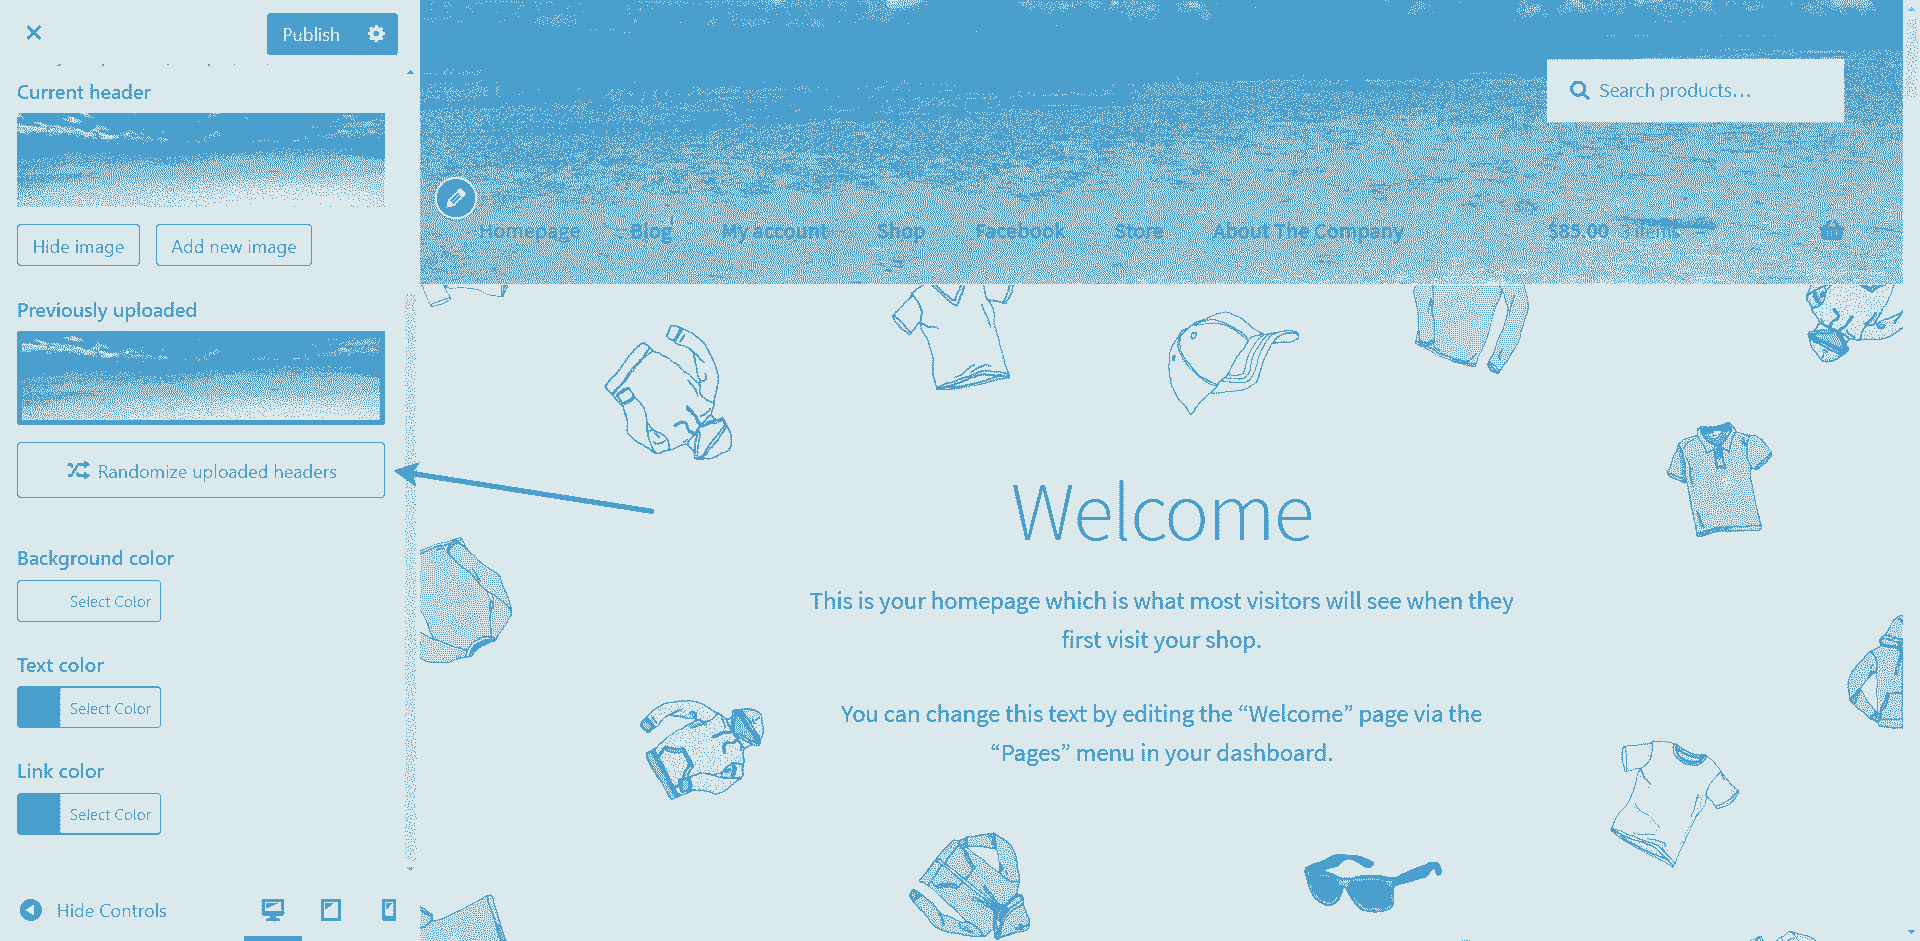 Publish
Current header
Hide image
Add new image
Previously uploaded
Randomize uploaded headers
Background color
Select Color
Text color
Select Color
Link color
Select Color
Hide Controls
Search products…
Homepage
Blog
My account
Shop
Facebook
Store
About The Company
$85.00 3 items
Welcome
This is your homepage which is what most visitors will see when they
first visit your shop.
You can change this text by editing the “Welcome” page via the
“Pages” menu in your dashboard.